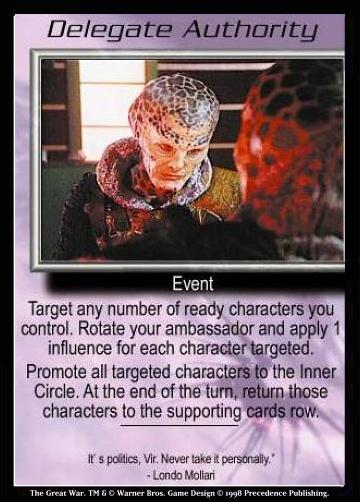 Delegate Authority
Event
Target any number of ready characters you
control. Rotate your ambassador and apply 1
influence for each character targeted.
Promote all targeted characters to the Inner
Circle. At the end of the turn, return those
characters to the supporting cards row.
It' s politics, Vir. Never take it personally."
- Londo Mollari
The Great War. TM & © Warner Bros. Game Design © 1998 Precedence Publishing.